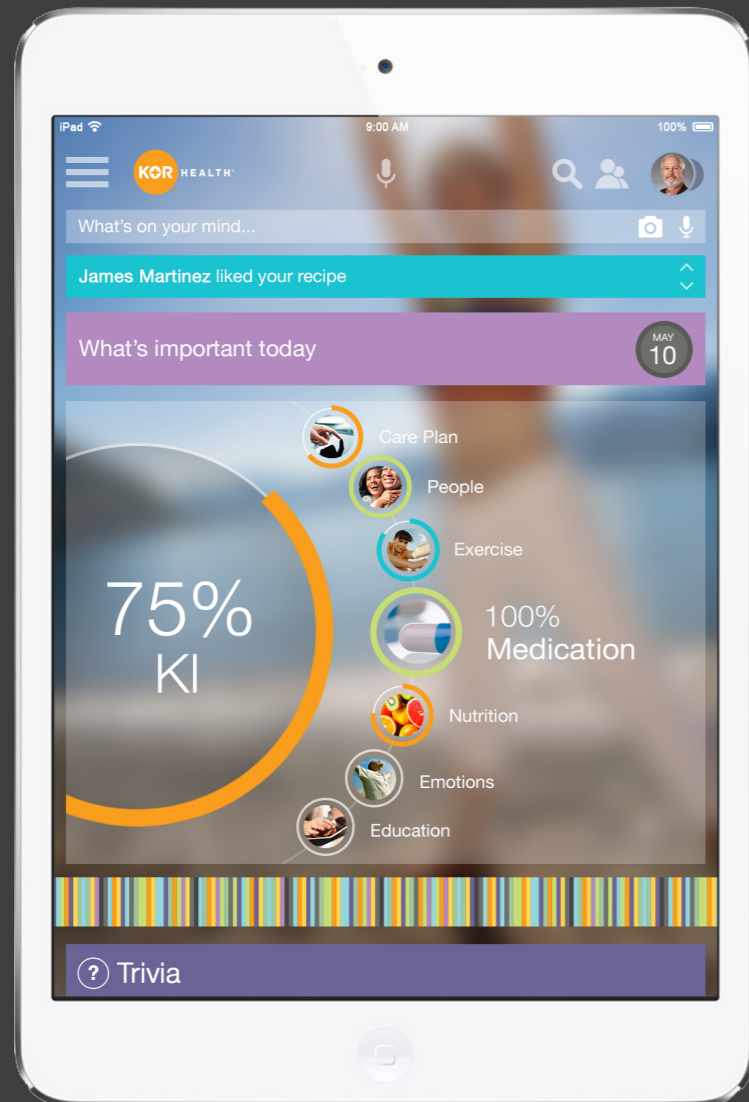 iPad
9:00 AM
100%
KOR HEALTH
What's on your mind...
James Martinez liked your recipe
What's important today
MAY
10
Care Plan
People
Exercise
75%
KI
100%
Medication
Nutrition
Emotions
Education
? Trivia